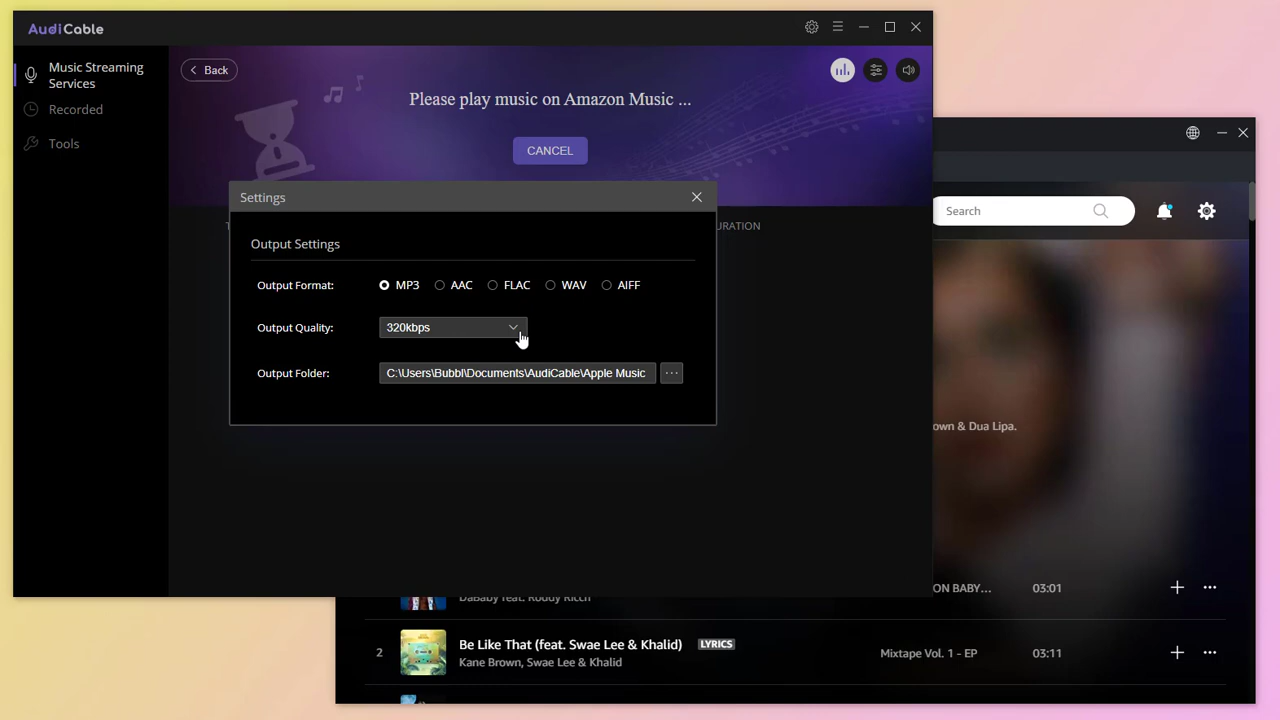 AudiCable
Music Streaming
Services
Recorded
Tools
Back
Please play music on Amazon Music ...
CANCEL
URATION
Settings
Output Settings
Output Format:
MP3
AAC
FLAC
WAV
AIFF
Output Quality:
320kbps
Output Folder:
C:\Users\Bubbl\Documents\AudiCable\Apple Music
...
Search
own & Dua Lipa.
DaBaby feat. Roddy Ricch
ON BABY...
03:01
2
Be Like That (feat. Swae Lee & Khalid)
LYRICS
Kane Brown, Swae Lee & Khalid
Mixtape Vol. 1 - EP
03:11